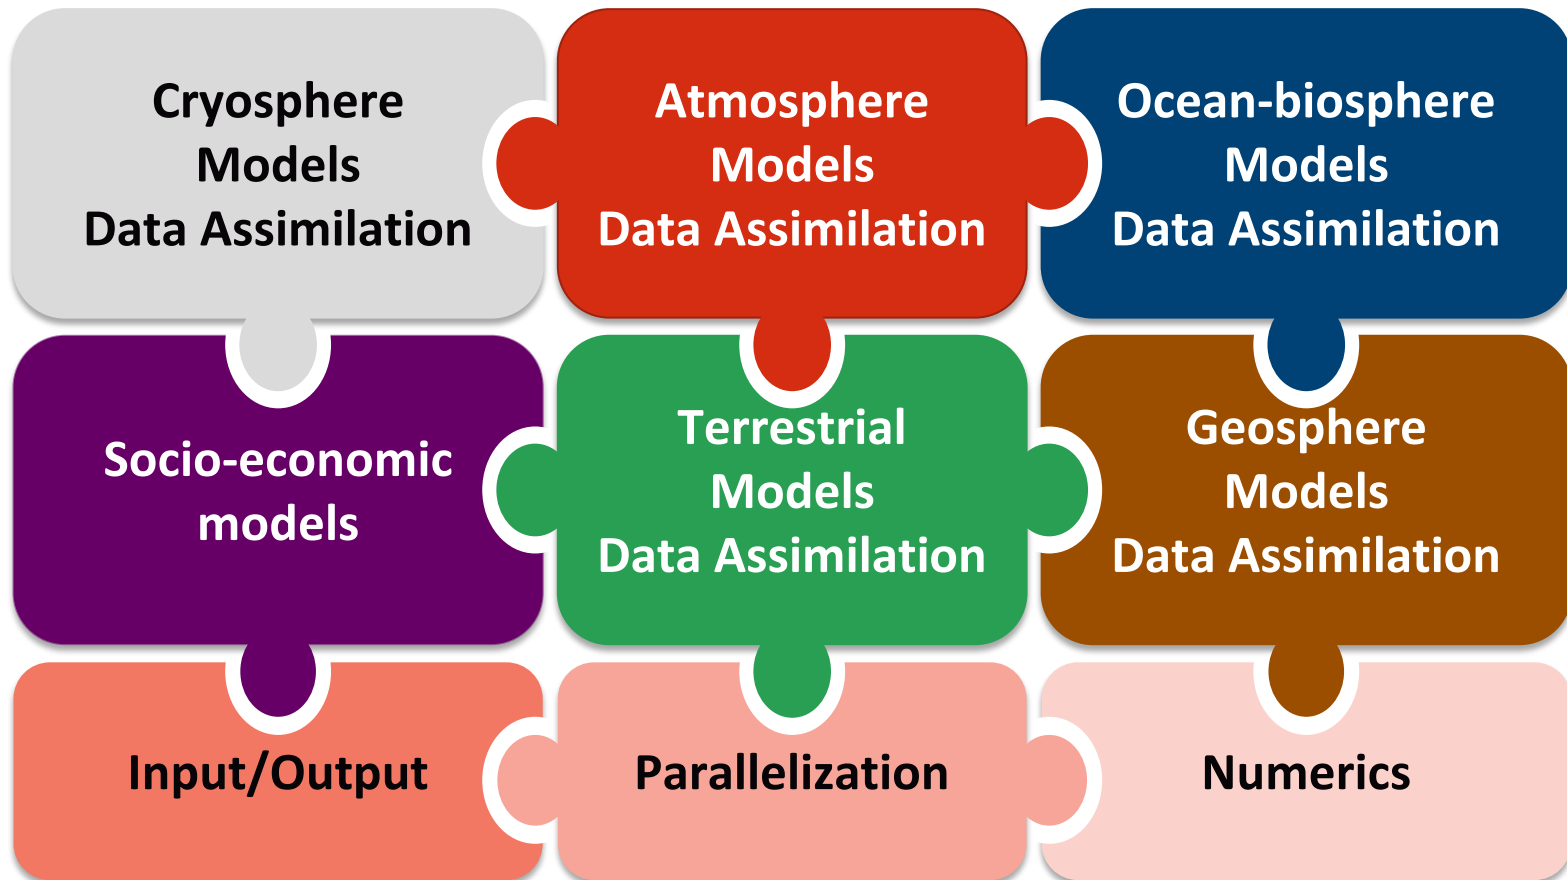 Cryosphere
Models
Data Assimilation
Atmosphere
Models
Data Assimilation
Ocean-biosphere
Models
Data Assimilation
Socio-economic
models
Terrestrial
Models
Data Assimilation
Geosphere
Models
Data Assimilation
Input/Output
Parallelization
Numerics